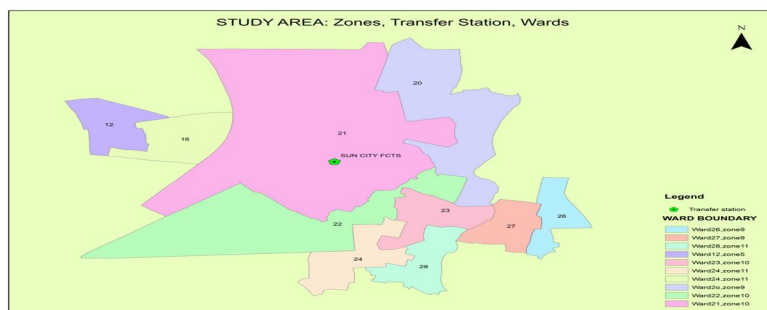 STUDY AREA: Zones, Transfer Station, Wards
N
20
12
16
21
SUN CITY FCTS
22
23
26
27
24
28
Legend
Transfer station
WARD BOUNDARY
Ward26,zone9
Ward27,zone9
Ward28,zone11
Ward12,zone5
Ward23,zone10
Ward24,zone11
Ward24,zone11
Ward2o,zone9
Ward22,zone10
Ward21,zone10